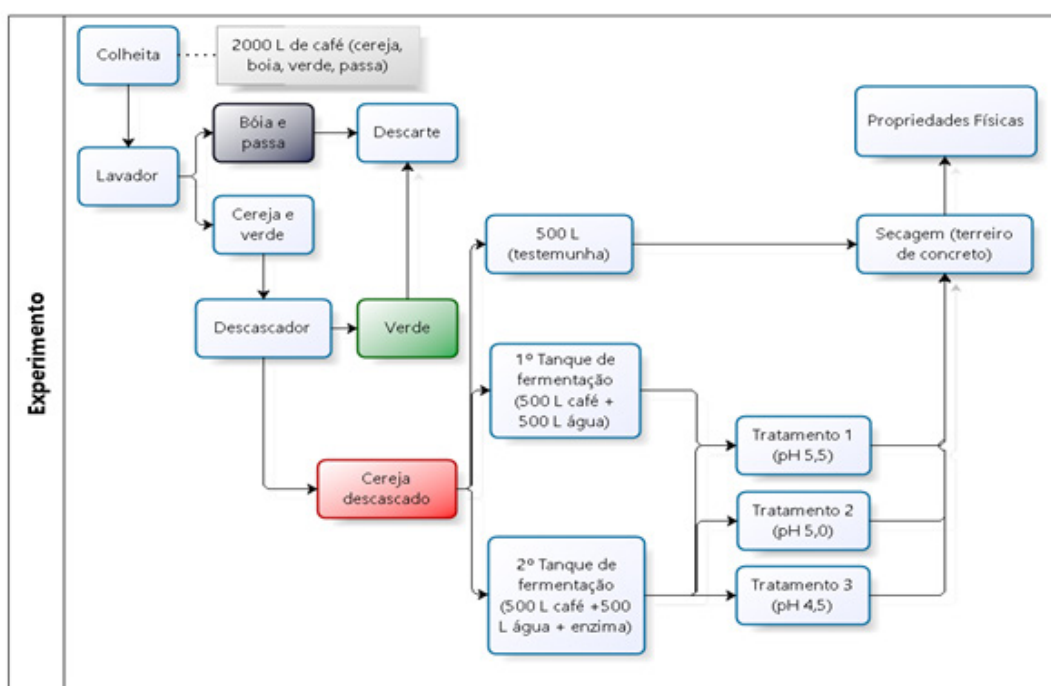 Experimento
Colheita
2000 L de café (cereja,
boia, verde, passa)
Lavador
Bóia e
passa
Descarte
Cereja e
verde
Descascador
Verde
Cereja
descascado
500 L
(testemunha)
1º Tanque de
fermentação
(500 L café +
500 L água)
2º Tanque de
fermentação
(500 L café +500
L água + enzima)
Tratamento 1
(pH 5,5)
Tratamento 2
(pH 5,0)
Tratamento 3
(pH 4,5)
Secagem (terreiro
de concreto)
Propriedades Físicas